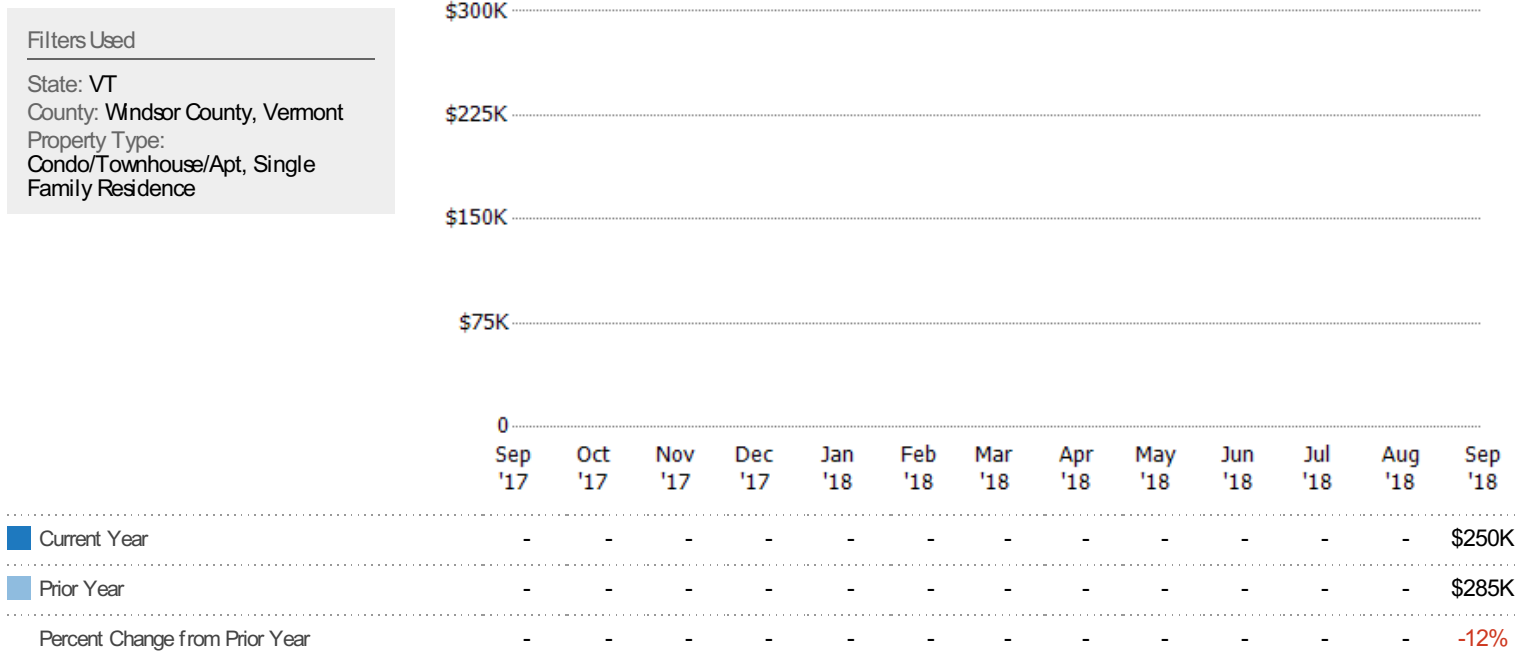 Filters Used
State: VT
County: Windsor County, Vermont
Property Type:
Condo/Townhouse/Apt, Single
Family Residence
$300K
$225K
$150K
$75K
0
Sep Oct Nov Dec Jan Feb Mar Apr May Jun Jul Aug Sep
'17 '17 '17 '17 '18 '18 '18 '18 '18 '18 '18 '18 '18
Current Year - - - - - - - - - - - - $250K
Prior Year - - - - - - - - - - - - $285K
Percent Change from Prior Year - - - - - - - - - - - - -12%